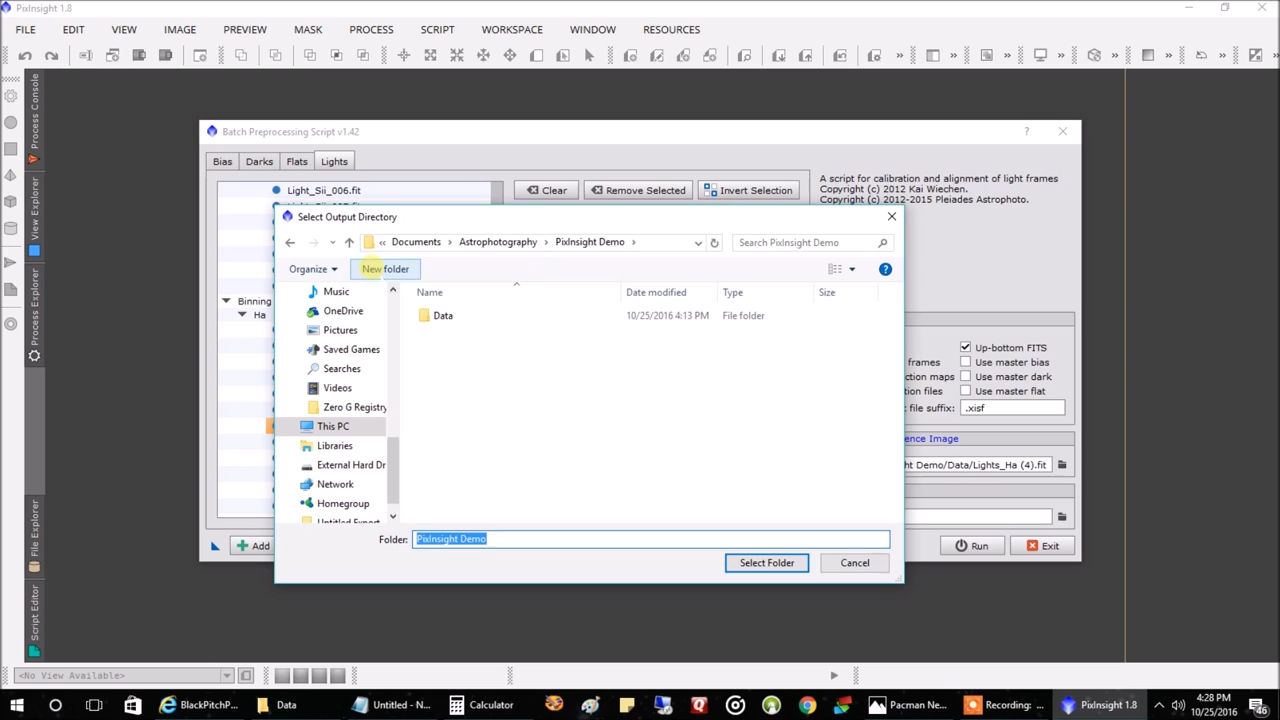 PixInsight 1.8
FILE EDIT VIEW IMAGE PREVIEW MASK PROCESS SCRIPT WORKSPACE WINDOW RESOURCES
Process Console
View Explorer
Process Explorer
File Explorer
Script Editor
Batch Preprocessing Script v1.42
Bias Darks Flats Lights
Light_Sii_006.fit
Clear Remove Selected Invert Selection
A script for calibration and alignment of light frames
Copyright (c) 2012 Kai Wiechen.
Copyright (c) 2012-2015 Pleiades Astrophoto.
Binning
Ha
Select Output Directory
« Documents > Astrophotography > PixInsight Demo >
Search PixInsight Demo
Organize New folder
Name Date modified Type Size
Data 10/25/2016 4:13 PM File folder
Music
OneDrive
Pictures
Saved Games
Searches
Videos
Zero G Registry
This PC
Libraries
External Hard Dr
Network
Homegroup
Untitled Export
Folder: PixInsight Demo
Select Folder Cancel
Up-bottom FITS
frames Use master bias
ction maps Use master dark
tion files Use master flat
t file suffix: .xisf
ence Image
ht Demo/Data/Lights_Ha (4).fit
Add
Run Exit
<No View Available>
BlackPitchP... Data Untitled - N... Calculator Pacman Ne... Recording: ... PixInsight 1.8
4:28 PM
10/25/2016
46